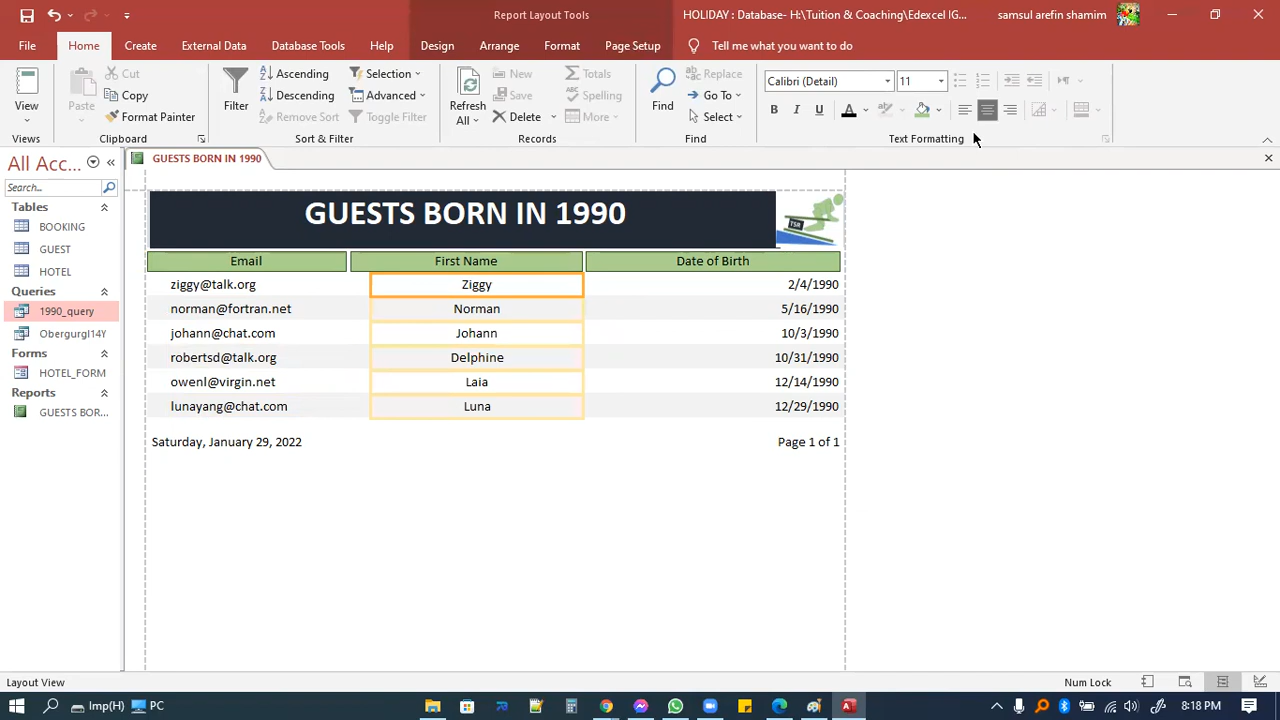 Report Layout Tools
HOLIDAY : Database- H:\Tuition & Coaching\Edexcel IG...
samsul arefin shamim
File Home Create External Data Database Tools Help Design Arrange Format Page Setup Tell me what you want to do
View
Views
Paste
Cut
Copy
Format Painter
Clipboard
Filter
Ascending
Descending
Remove Sort
Selection
Advanced
Toggle Filter
Sort & Filter
Refresh
All
New
Save
Delete
Totals
Spelling
More
Records
Find
Replace
Go To
Select
Find
Calibri (Detail) 11
B I U A
Text Formatting
All Acc...
Search...
Tables
BOOKING
GUEST
HOTEL
Queries
1990_query
Obergurgl14Y
Forms
HOTEL_FORM
Reports
GUESTS BOR...
GUESTS BORN IN 1990
GUESTS BORN IN 1990
TSR
Email First Name Date of Birth
ziggy@talk.org Ziggy 2/4/1990
norman@fortran.net Norman 5/16/1990
johann@chat.com Johann 10/3/1990
robertsd@talk.org Delphine 10/31/1990
owenl@virgin.net Laia 12/14/1990
lunayang@chat.com Luna 12/29/1990
Saturday, January 29, 2022 Page 1 of 1
Layout View Num Lock
Imp(H) PC 8:18 PM